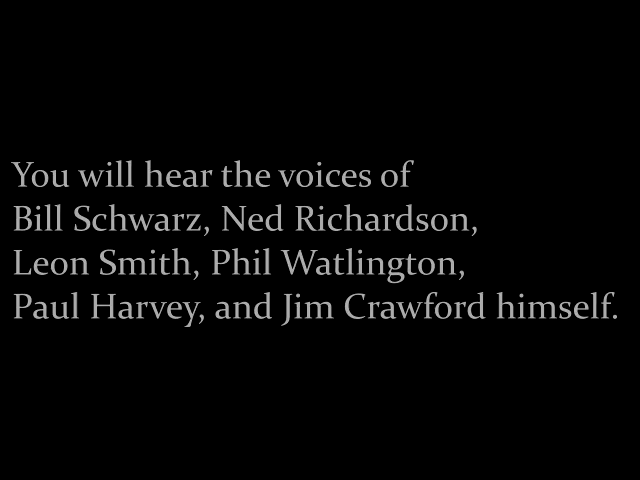 You will hear the voices of
Bill Schwarz, Ned Richardson,
Leon Smith, Phil Watlington,
Paul Harvey, and Jim Crawford himself.